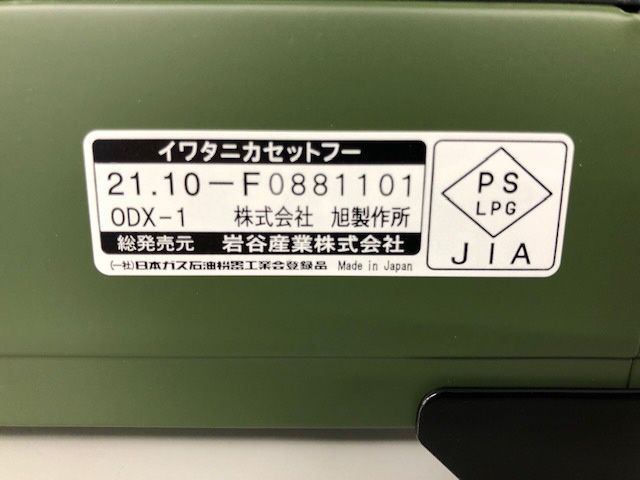 イワタニカセットフー
21.10－F0881101
ODX-1 株式会社 旭製作所
総発売元 岩谷産業株式会社
(一社)日本ガス石油機器工業会登録品 Made in Japan
PS
LPG
JIA